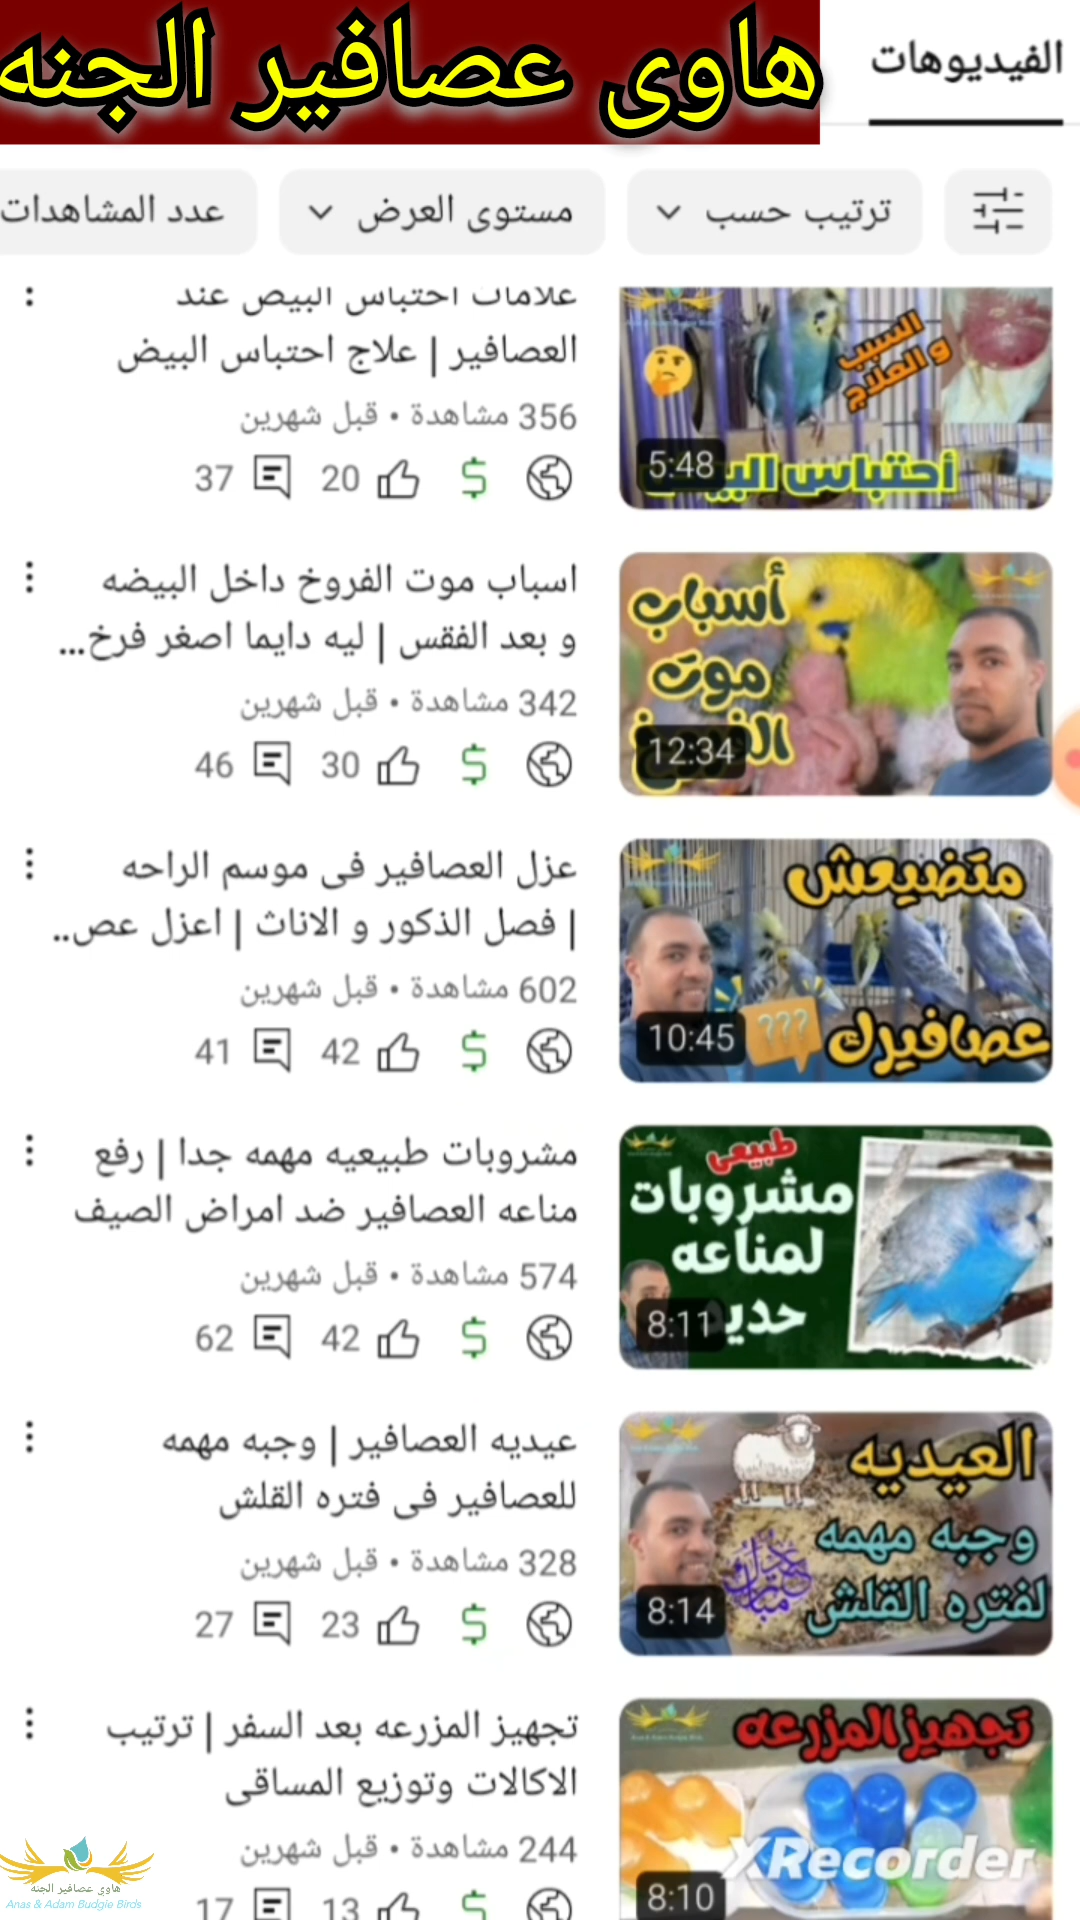 هاوى عصافير الجنه
الفيديوهات
ترتيب حسب
مستوى العرض
عدد المشاهدات
علامات احتباس البيض عند
العصافير | علاج احتباس البيض
356 مشاهدة • قبل شهرين
20
37
السبب
و العلاج
أحتباس
5:48
اسباب موت الفروخ داخل البيضه
و بعد الفقس | ليه دايما اصغر فرخ...
342 مشاهدة • قبل شهرين
30
46
أسباب
موت
12:34
عزل العصافير فى موسم الراحه
| فصل الذكور و الاناث | اعزل عص..
602 مشاهدة • قبل شهرين
42
41
متضيعش
???
عصافيرك
10:45
مشروبات طبيعيه مهمه جدا | رفع
مناعه العصافير ضد امراض الصيف
574 مشاهدة • قبل شهرين
42
62
طبيعى
مشروبات
لمناعه
8:11
عيديه العصافير | وجبه مهمه
للعصافير فى فتره القلش
328 مشاهدة • قبل شهرين
23
27
العيديه
وجبه مهمه
لفتره القلش
8:14
تجهيز المزرعه بعد السفر | ترتيب
الاكالات وتوزيع المساقى
244 مشاهدة • قبل شهرين
13
17
تجهيز المزرعه
XRecorder
8:10
هاوي عصافير الجنه
Anas & Adam Budgie Birds